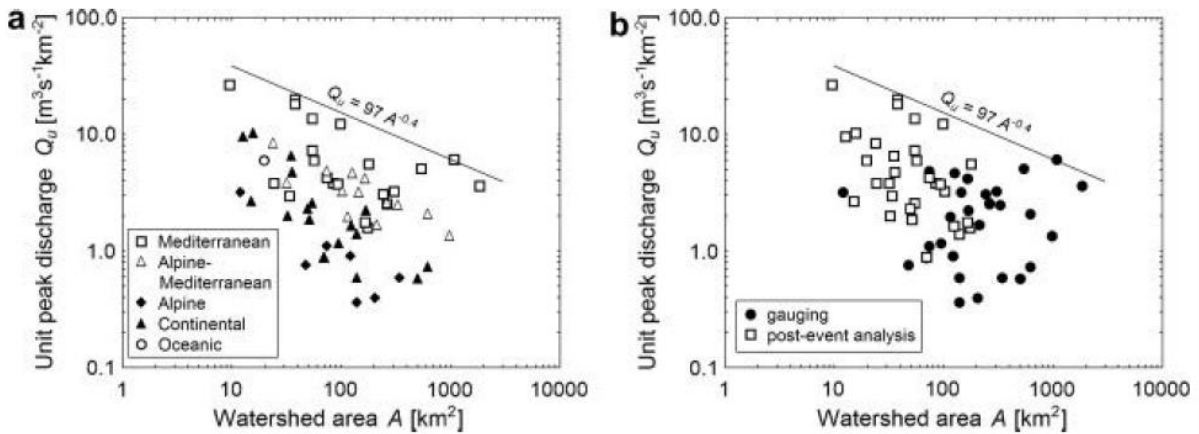 a
Unit peak discharge Qᵤ [m³s⁻¹km⁻²]
100.0
10.0
1.0
0.1
Qᵤ = 97 A⁻⁰·⁴
Mediterranean
Alpine-
Mediterranean
Alpine
Continental
Oceanic
1 10 100 1000 10000
Watershed area A [km²]
b
Unit peak discharge Qᵤ [m³s⁻¹km⁻²]
100.0
10.0
1.0
0.1
Qᵤ = 97 A⁻⁰·⁴
gauging
post-event analysis
1 10 100 1000 10000
Watershed area A [km²]